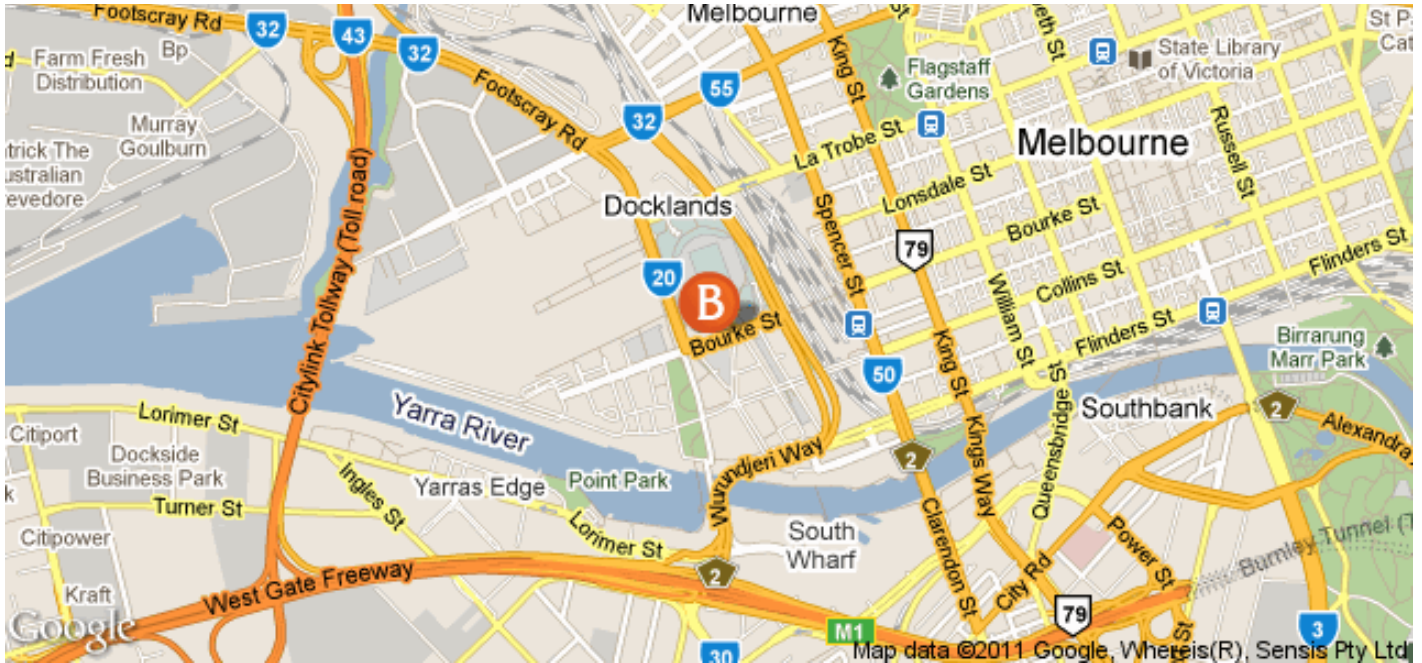 Footscray Rd
32
43
32
Bp
Farm Fresh
Distribution
Murray
Goulburn
trick The
ustralian
evedore
Footscray Rd
32
55
Melbourne
King St
Flagstaff
Gardens
State Library
of Victoria
St P
Cat
eth St
Russell St
Melbourne
La Trobe St
Lonsdale St
Bourke St
Collins St
Flinders St
Flinders St
William St
Spencer St
79
King St
Docklands
20
B
Bourke St
50
Citylink Tollway (Toll road)
Yarra River
Lorimer St
Citiport
Dockside
Business Park
k
Turner St
Ingles St
Yarras Edge
Point Park
Lorimer St
Wurundjeri Way
Birrarung
Marr Park
Southbank
2
Alexandra A
2
Queensbridge St
Kings Way
Clarendon St
South
Wharf
City Rd
Power St
Burnley Tunnel (T
Citipower
Kraft
West Gate Freeway
2
79
St
3
M1
30
Google
Map data ©2011 Google, Whereis(R), Sensis Pty Ltd